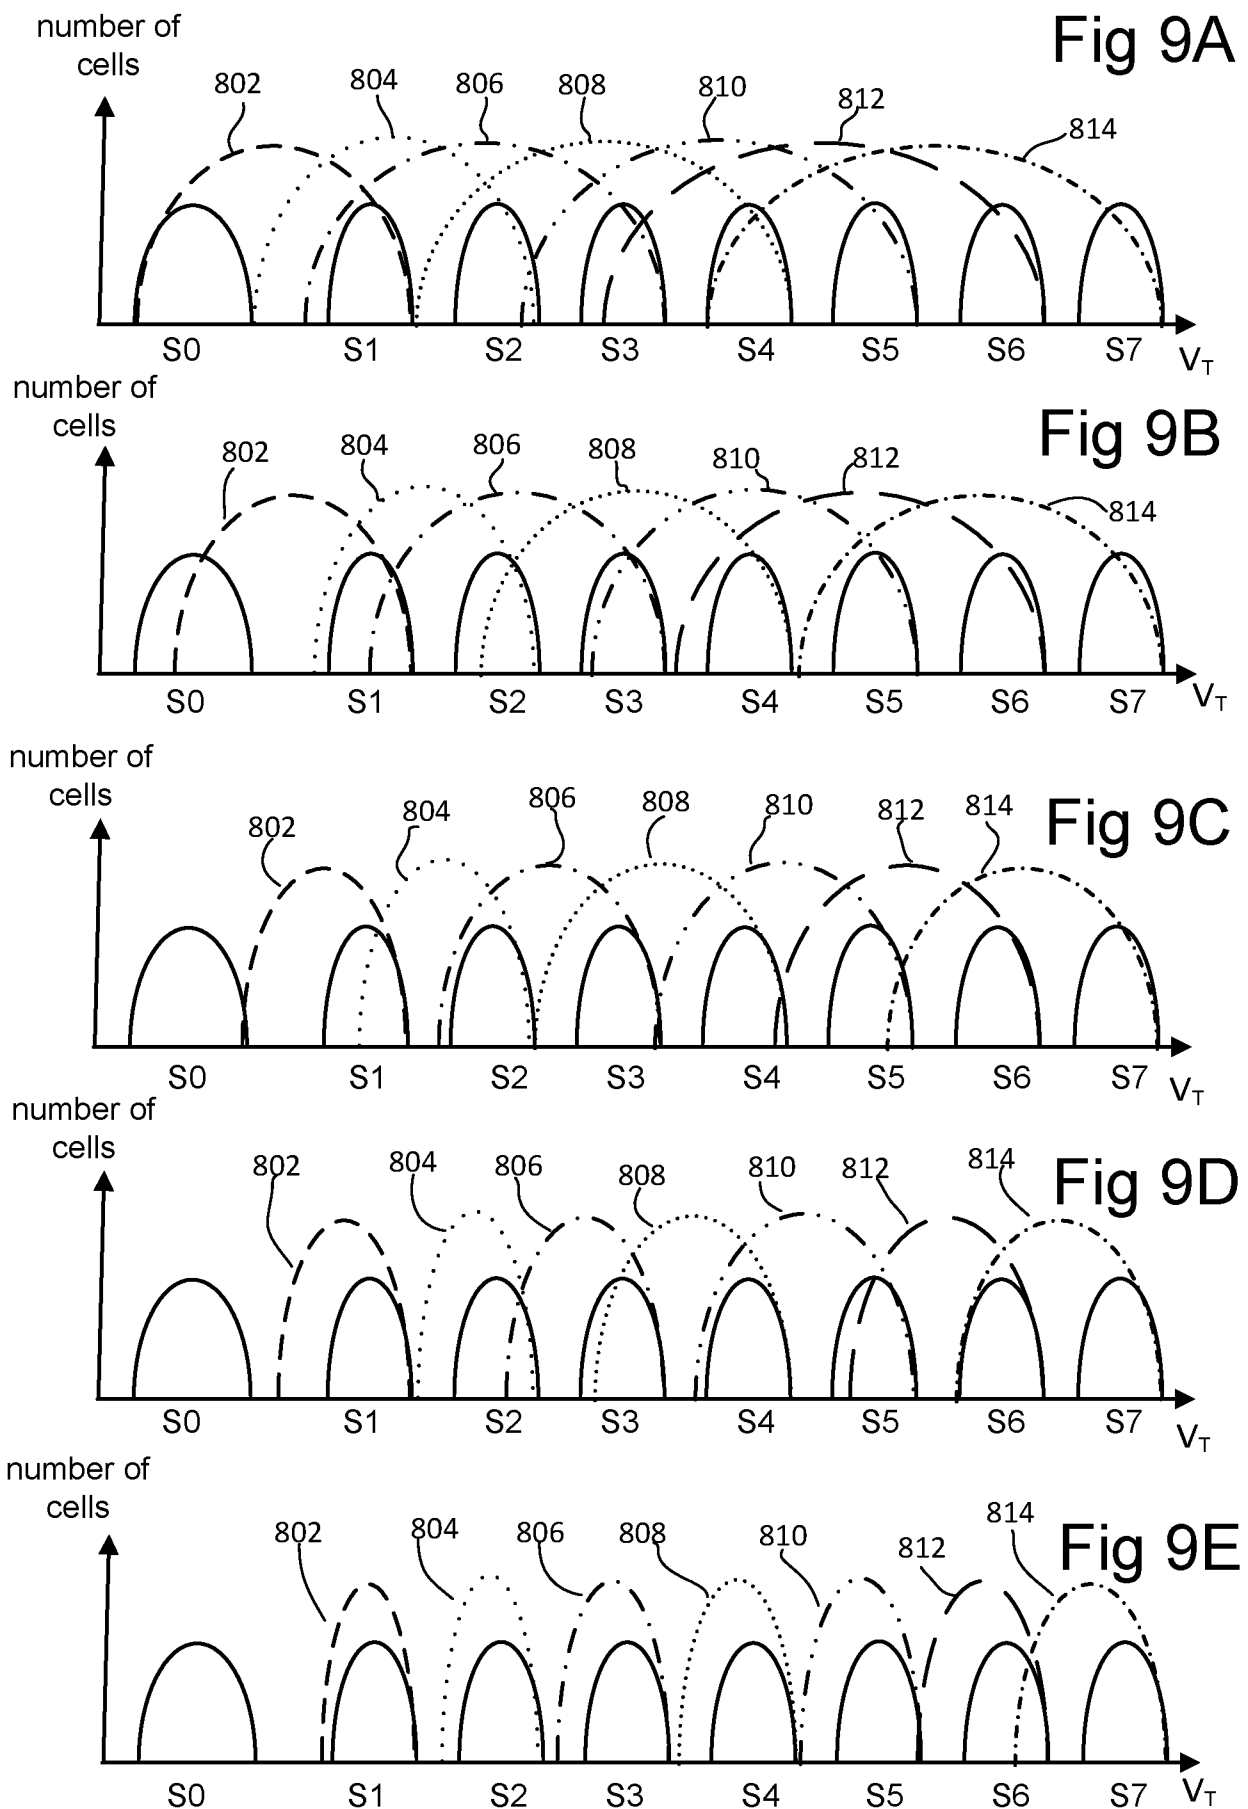 Fig 9A
number of
cells
802
804
806
808
810
812
814
S0
S1
S2
S3
S4
S5
S6
S7
VT
number of
cells
Fig 9B
802
804
806
808
810
812
814
S0
S1
S2
S3
S4
S5
S6
S7
VT
number of
cells
Fig 9C
802
804
806
808
810
812
814
S0
S1
S2
S3
S4
S5
S6
S7
VT
number of
cells
Fig 9D
802
804
806
808
810
812
814
S0
S1
S2
S3
S4
S5
S6
S7
VT
number of
cells
Fig 9E
802
804
806
808
810
812
814
S0
S1
S2
S3
S4
S5
S6
S7
VT